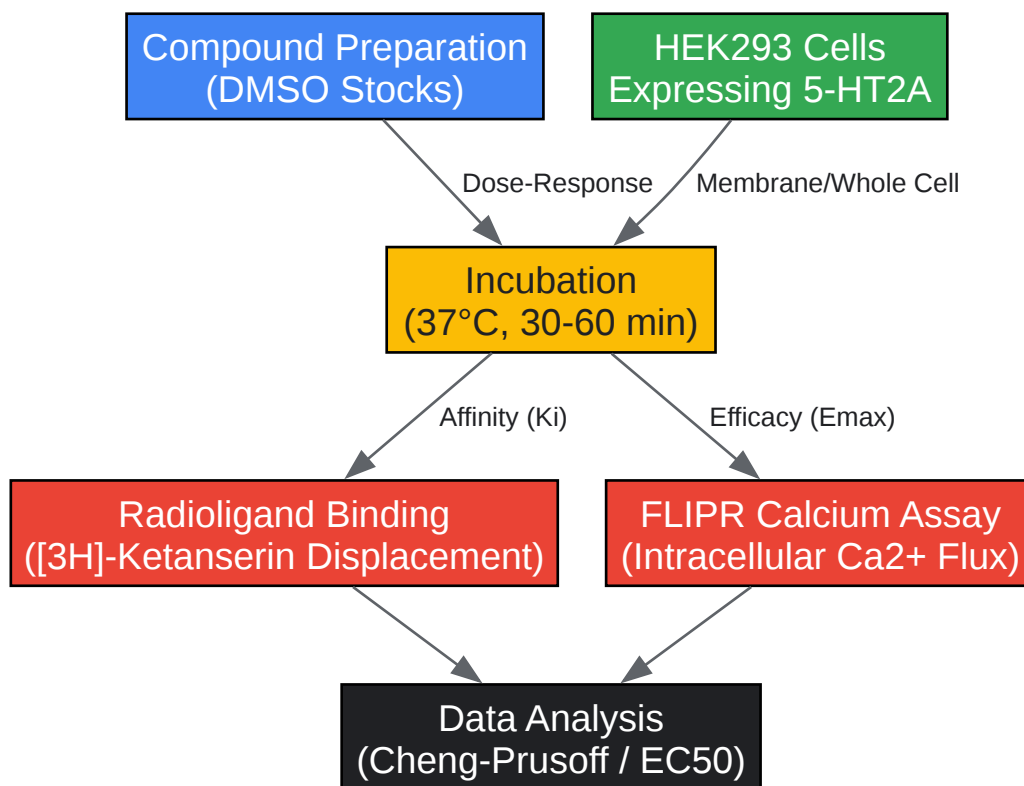 Compound Preparation
(DMSO Stocks)
HEK293 Cells
Expressing 5-HT2A
Dose-Response
Membrane/Whole Cell
Incubation
(37°C, 30-60 min)
Affinity (Ki)
Efficacy (Emax)
Radioligand Binding
([3H]-Ketanserin Displacement)
FLIPR Calcium Assay
(Intracellular Ca2+ Flux)
Data Analysis
(Cheng-Prusoff / EC50)